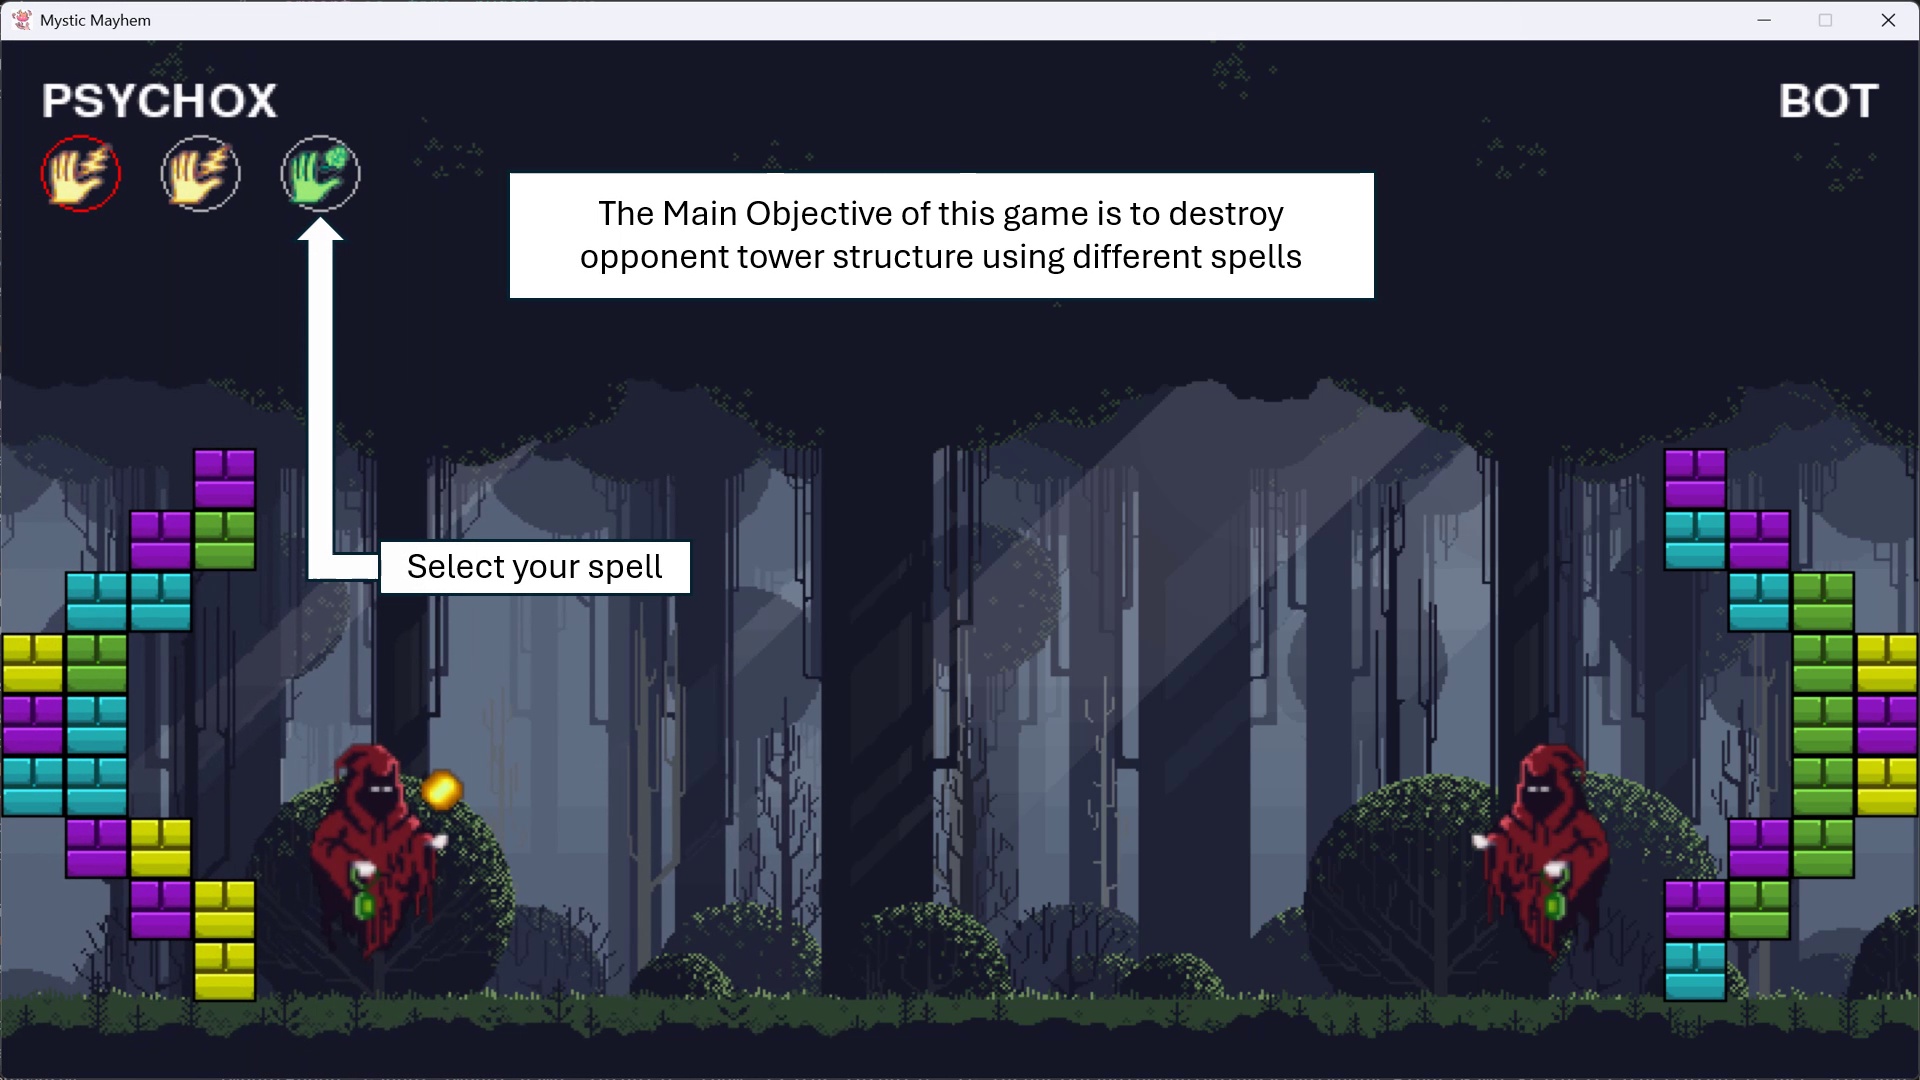 Mystic Mayhem
PSYCHOX
BOT
The Main Objective of this game is to destroy
opponent tower structure using different spells
Select your spell